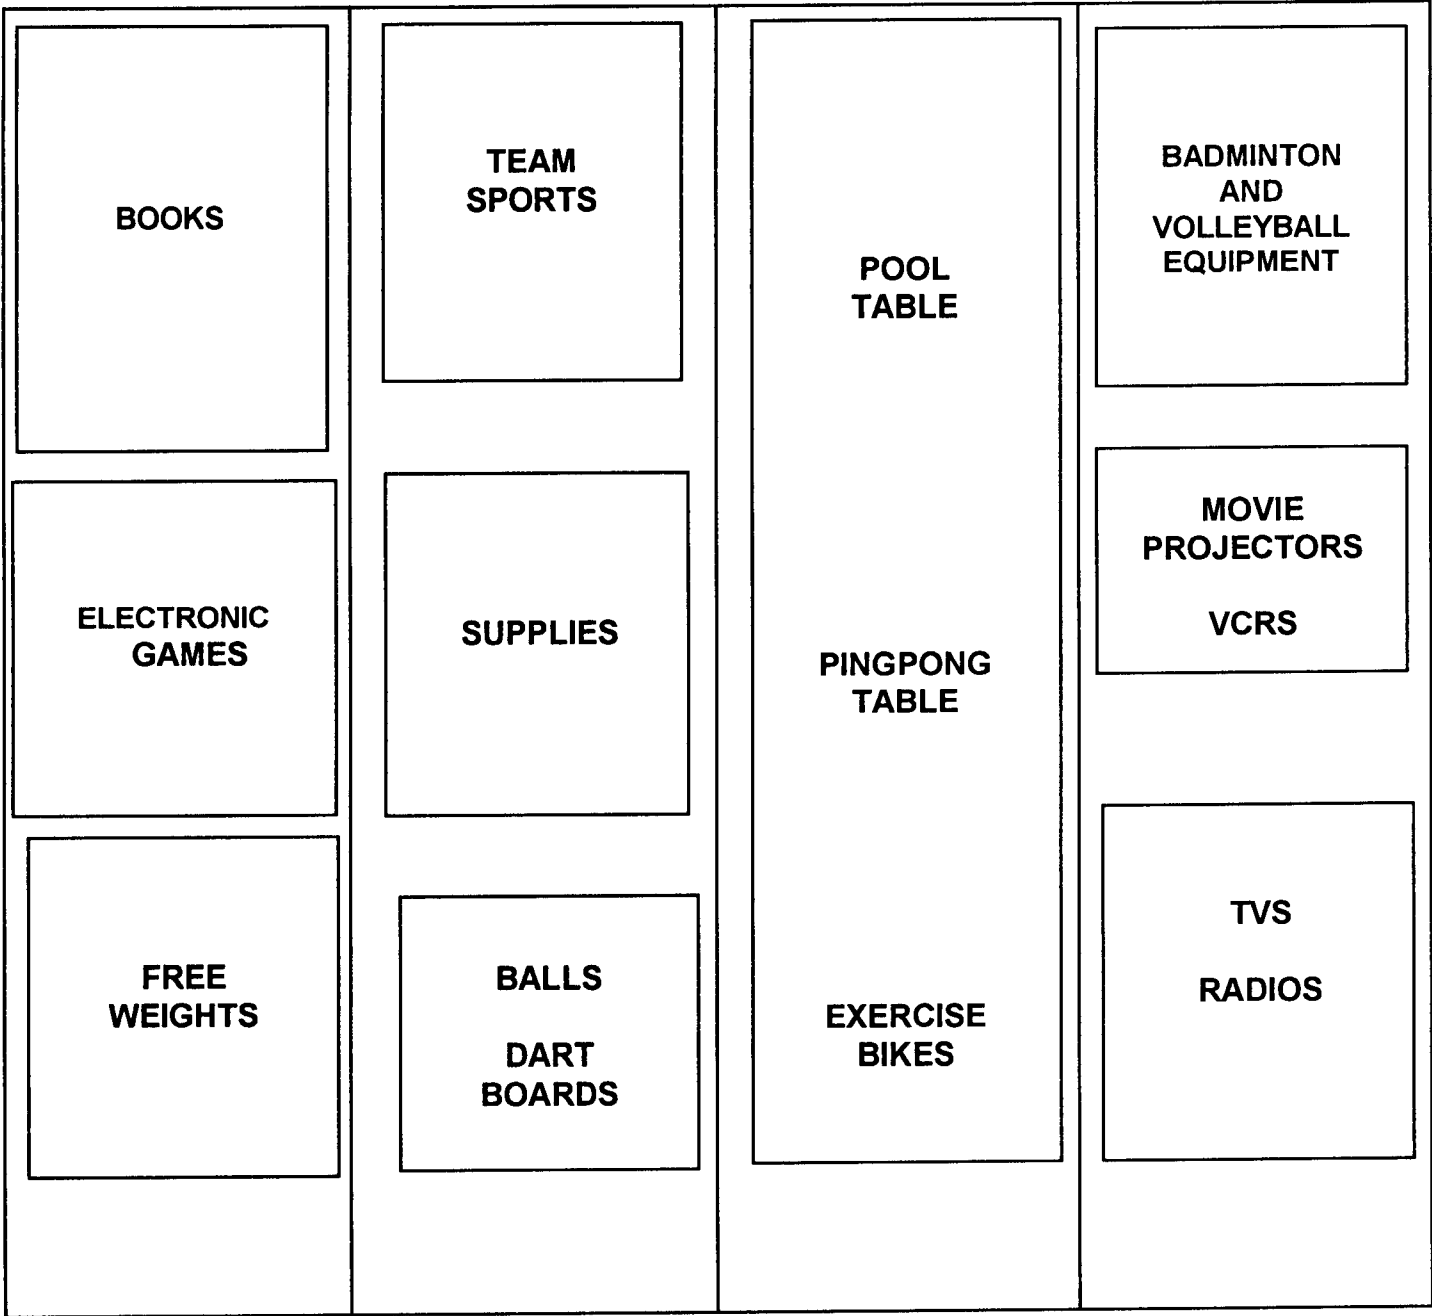 BOOKS
ELECTRONIC
GAMES
FREE
WEIGHTS
TEAM
SPORTS
SUPPLIES
BALLS
DART
BOARDS
POOL
TABLE
PINGPONG
TABLE
EXERCISE
BIKES
BADMINTON
AND
VOLLEYBALL
EQUIPMENT
MOVIE
PROJECTORS
VCRS
TVS
RADIOS